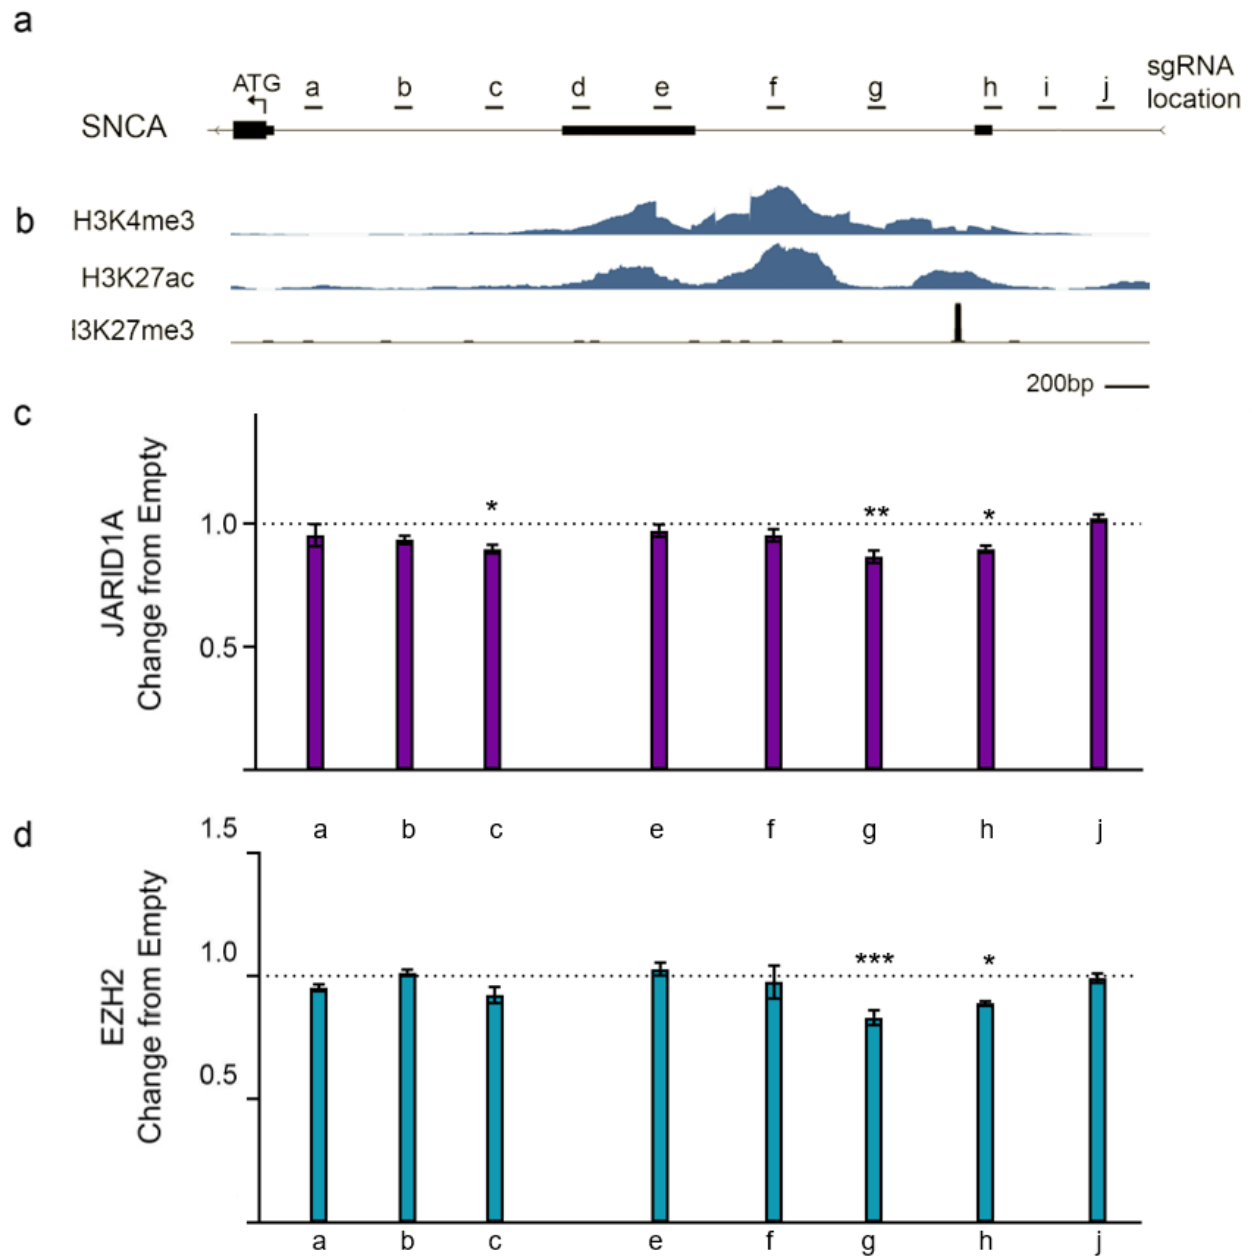 a
ATG a b c d e f g h i j sgRNA
location
SNCA
b
H3K4me3
H3K27ac
I3K27me3
200bp
c
JARID1A
Change from Empty
1.0
0.5
* ** *
a b c e f g h j
d
EZH2
Change from Empty
1.5
1.0
0.5
*** *
a b c e f g h j